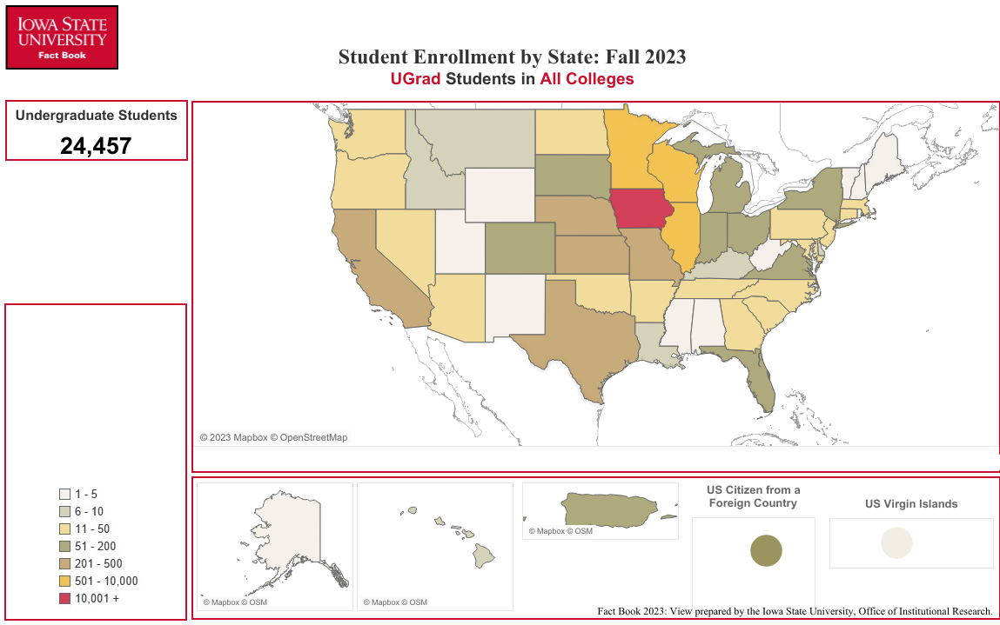 IOWA STATE
UNIVERSITY
Fact Book
Student Enrollment by State: Fall 2023
UGrad Students in All Colleges
Undergraduate Students
24,457
© 2023 Mapbox © OpenStreetMap
1 - 5
6 - 10
11 - 50
51 - 200
201 - 500
501 - 10,000
10,001 +
© Mapbox © OSM
© Mapbox © OSM
© Mapbox © OSM
US Citizen from a
Foreign Country
US Virgin Islands
Fact Book 2023: View prepared by the Iowa State University, Office of Institutional Research.